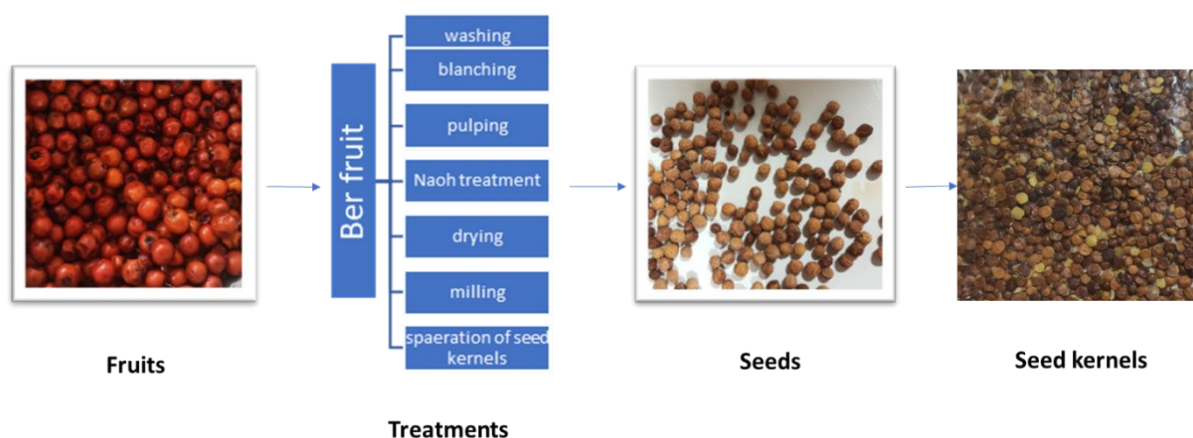 Ber fruit
washing
blanching
pulping
Naoh treatment
drying
milling
spaeration of seed
kernels
Fruits
Treatments
Seeds
Seed kernels